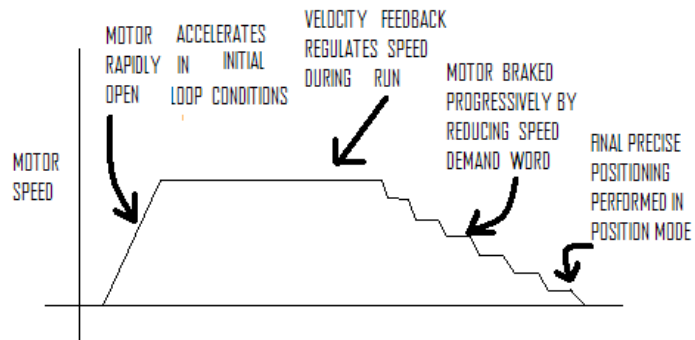 MOTOR ACCELERATES
RAPIDLY IN INITIAL
OPEN LOOP CONDITIONS
VELOCITY FEEDBACK
REGULATES SPEED
DURING RUN
MOTOR BRAKED
PROGRESSIVELY BY
REDUCING SPEED
DEMAND WORD
FINAL PRECISE
POSITIONING
PERFORMED IN
POSITION MODE
MOTOR
SPEED